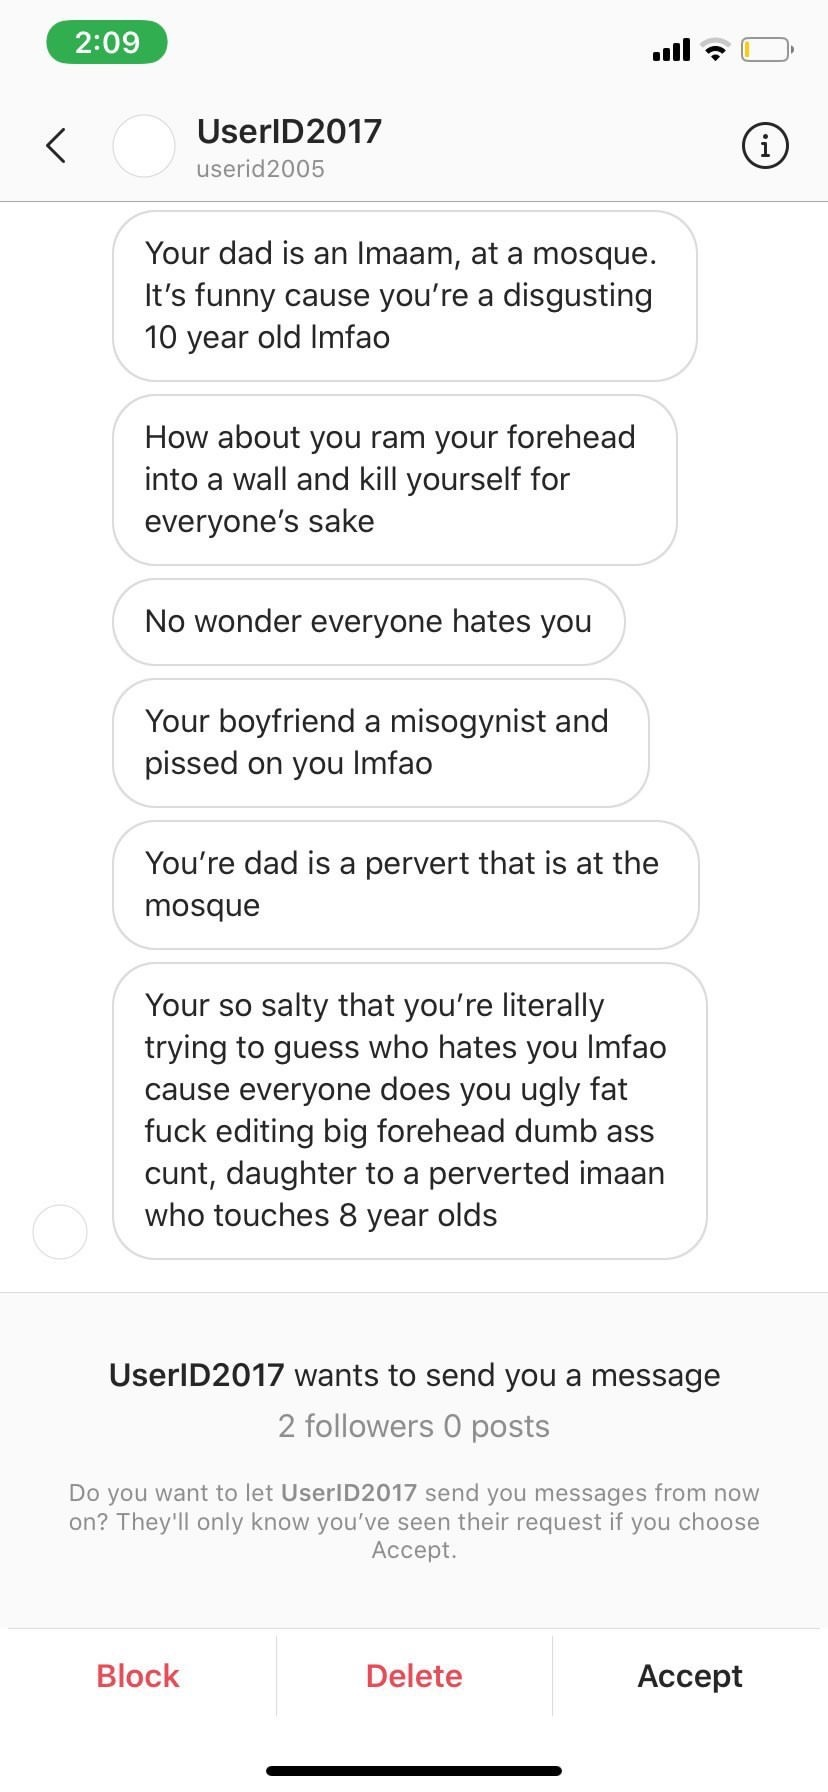 2:09
UserID2017
userid2005
Your dad is an Imaam, at a mosque.
It's funny cause you're a disgusting
10 year old lmfao
How about you ram your forehead
into a wall and kill yourself for
everyone's sake
No wonder everyone hates you
Your boyfriend a misogynist and
pissed on you lmfao
You're dad is a pervert that is at the
mosque
Your so salty that you're literally
trying to guess who hates you lmfao
cause everyone does you ugly fat
fuck editing big forehead dumb ass
cunt, daughter to a perverted imaan
who touches 8 year olds
UserID2017 wants to send you a message
2 followers 0 posts
Do you want to let UserID2017 send you messages from now
on? They'll only know you've seen their request if you choose
Accept.
Block Delete Accept